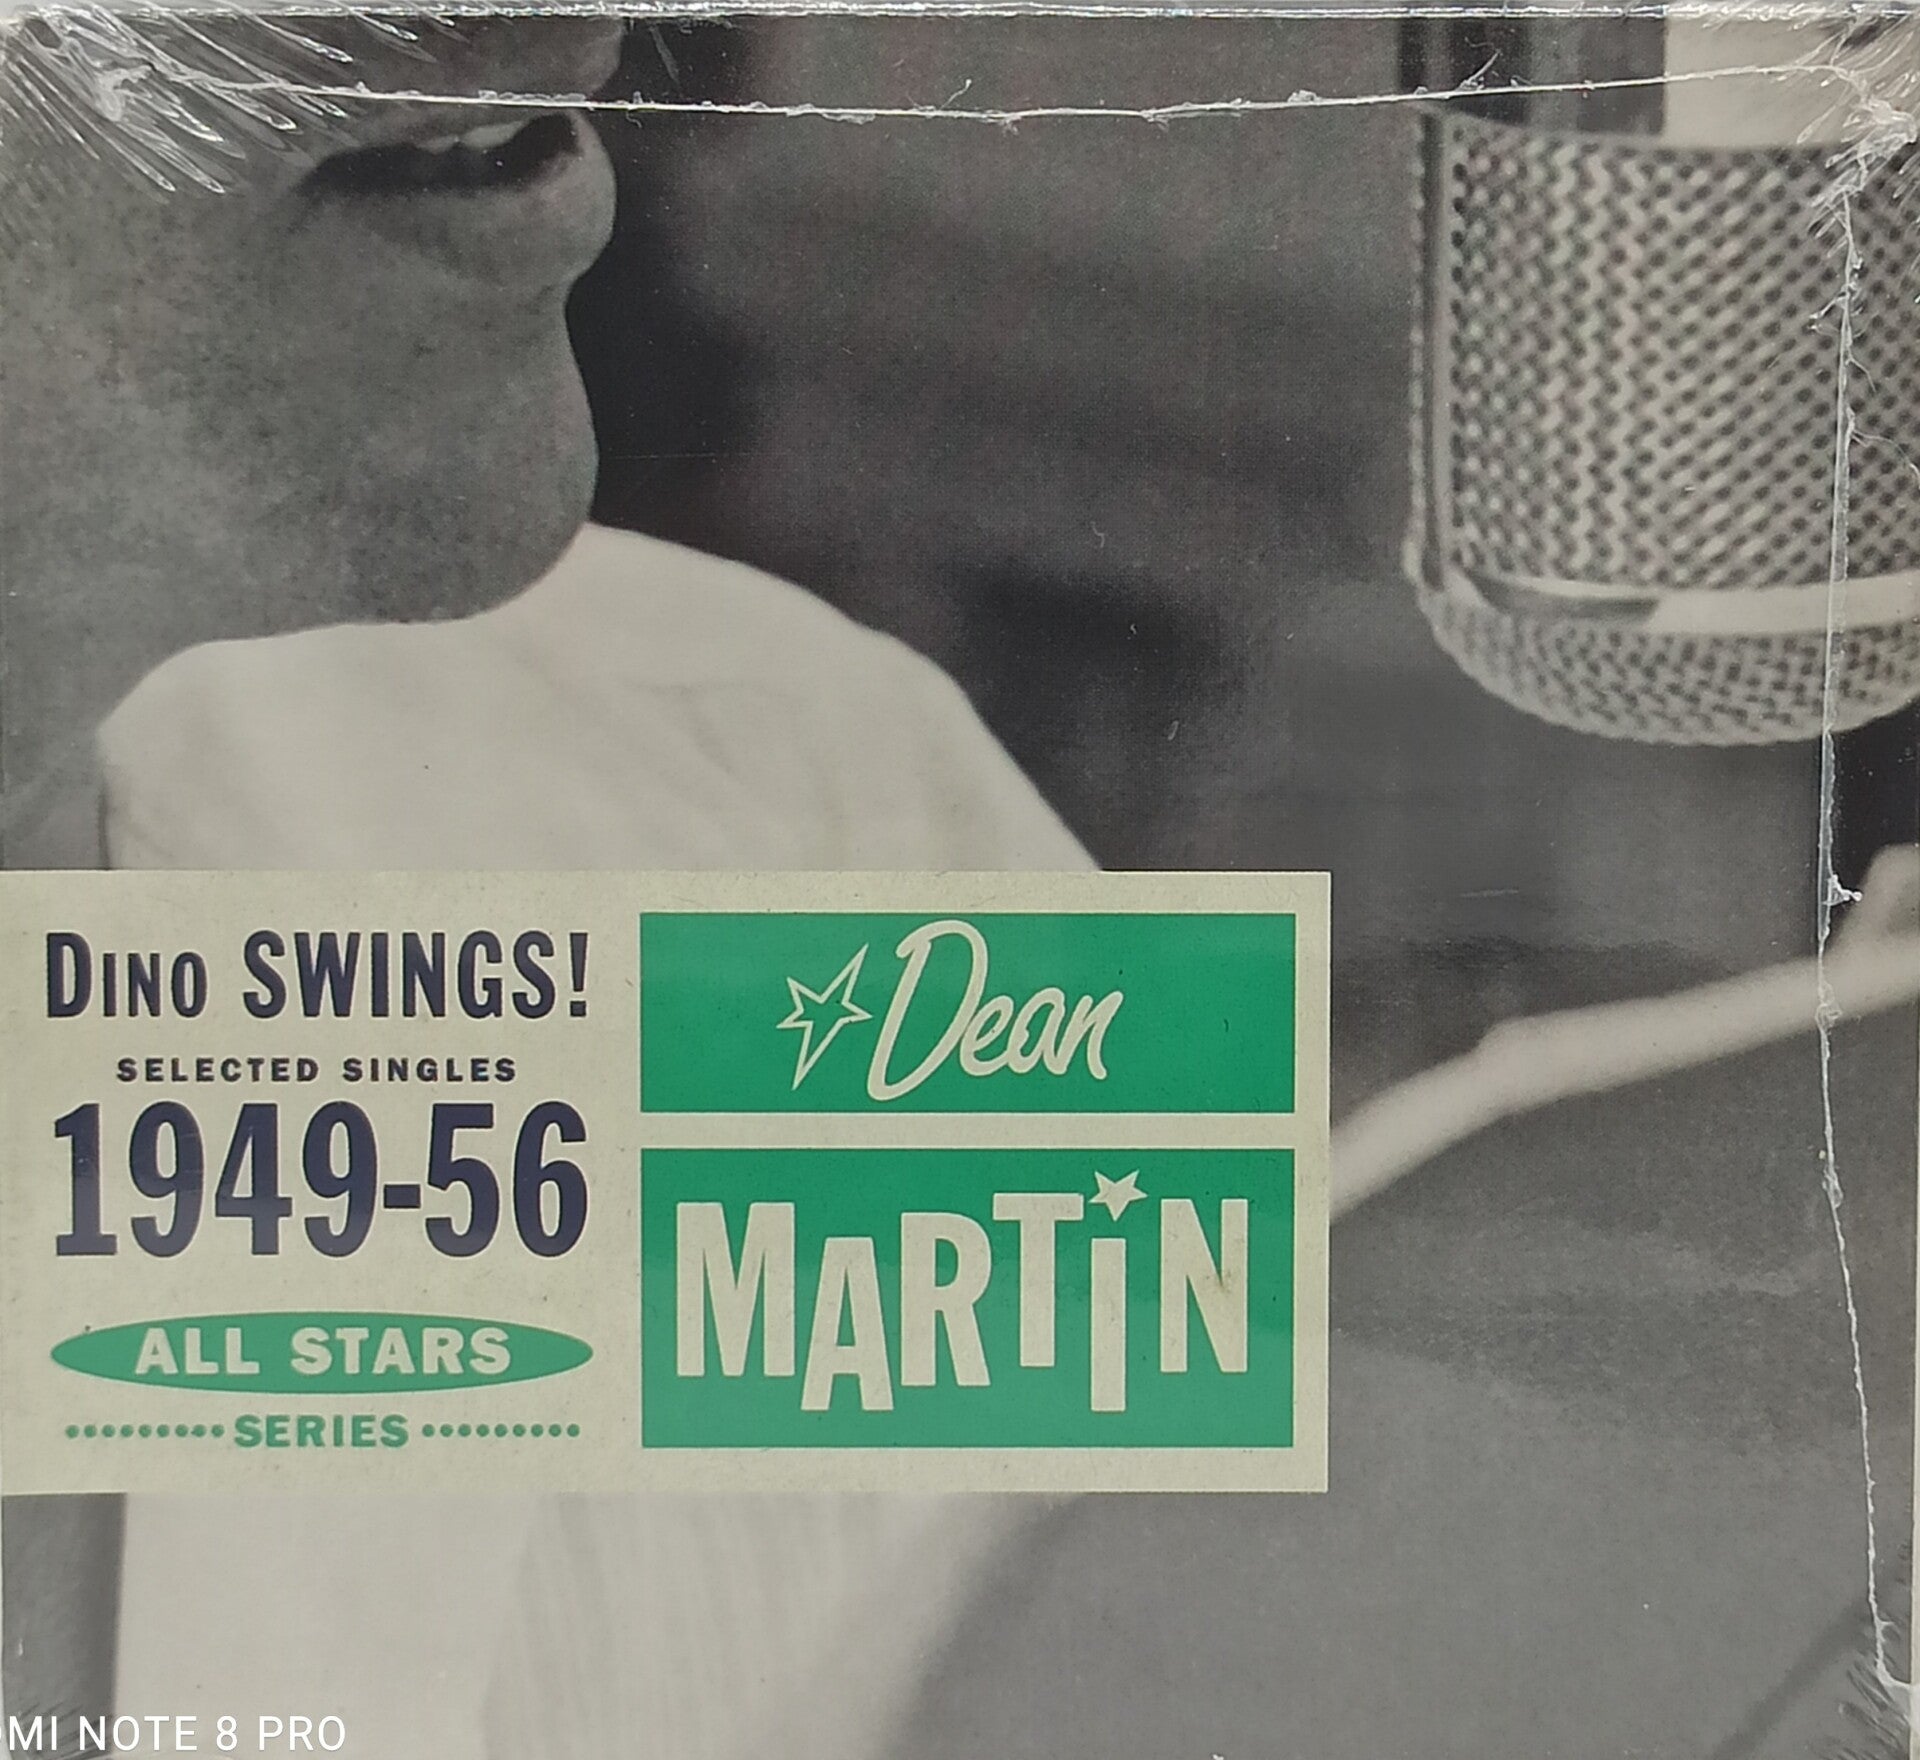 DINO SWINGS!
SELECTED SINGLES
1949-56
ALL STARS
SERIES
Dean
MARTIN
MI NOTE 8 PRO